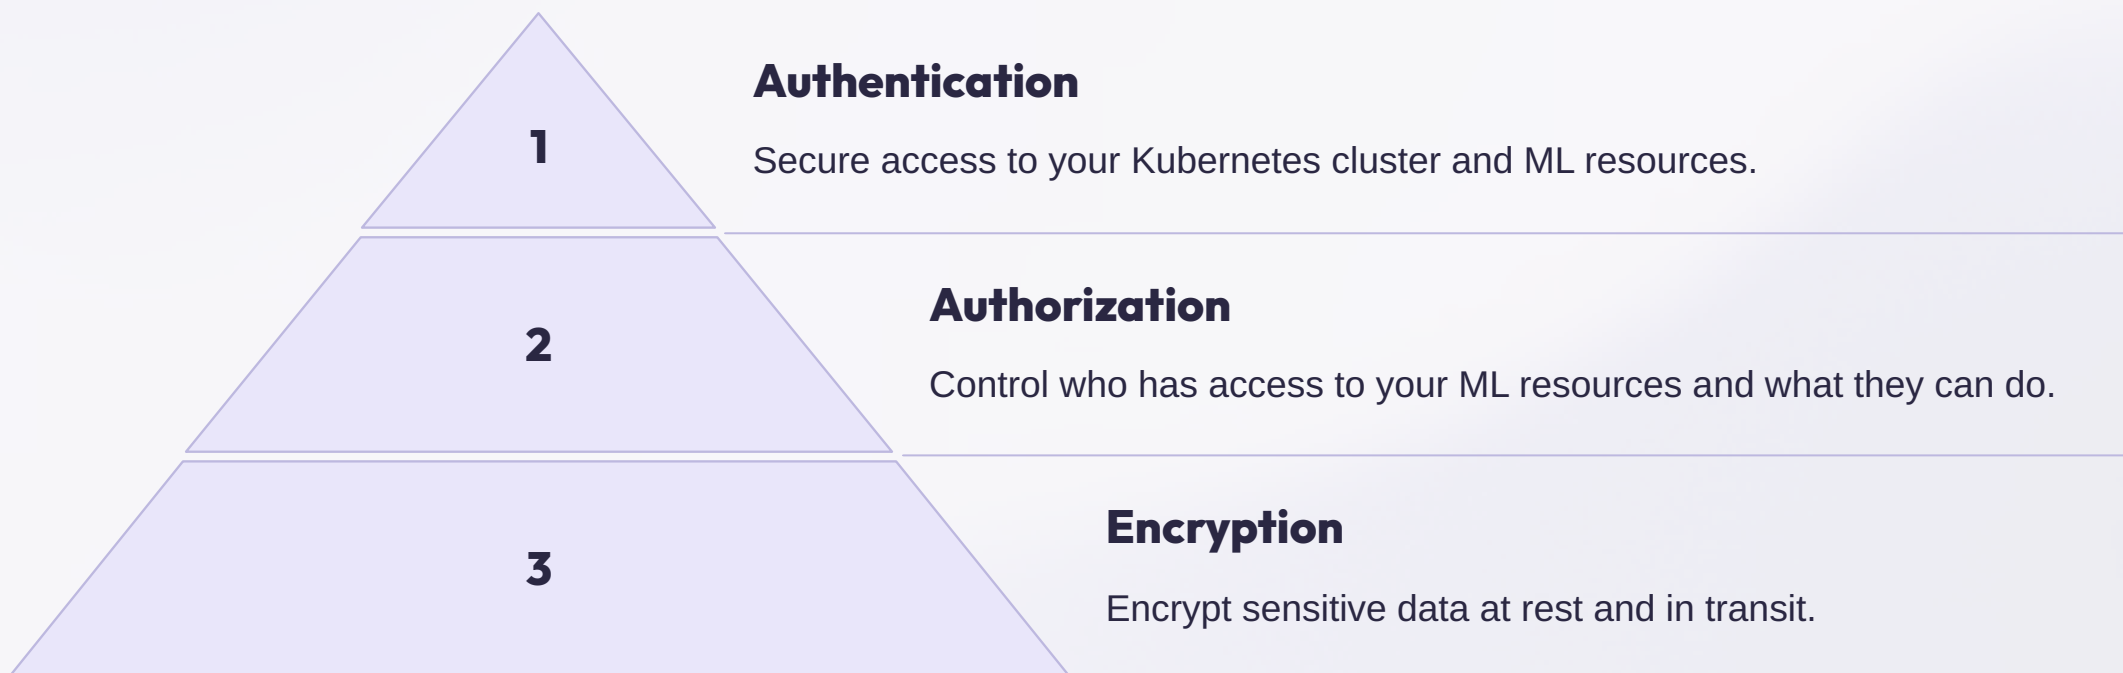 1
Authentication
Secure access to your Kubernetes cluster and ML resources.
2
Authorization
Control who has access to your ML resources and what they can do.
3
Encryption
Encrypt sensitive data at rest and in transit.